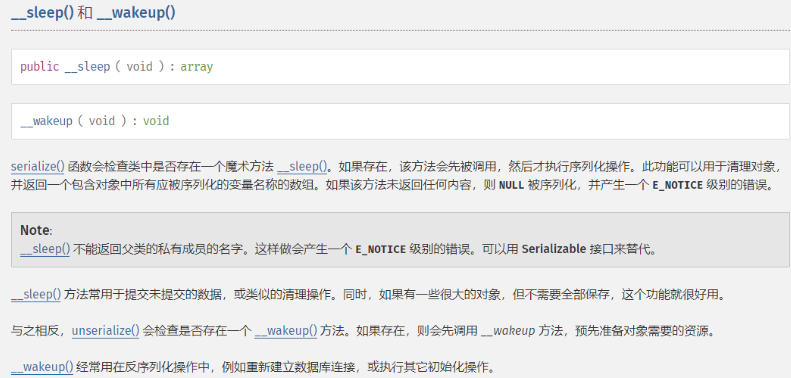 __sleep() 和 __wakeup()
public __sleep ( void ) : array
__wakeup ( void ) : void
serialize() 函数会检查类中是否存在一个魔术方法 __sleep()。如果存在，该方法会先被调用，然后才执行序列化操作。此功能可以用于清理对象，
并返回一个包含对象中所有应被序列化的变量名称的数组。如果该方法未返回任何内容，则 NULL 被序列化，并产生一个 E_NOTICE 级别的错误。
Note:
__sleep() 不能返回父类的私有成员的名字。这样做会产生一个 E_NOTICE 级别的错误。可以用 Serializable 接口来替代。
__sleep() 方法常用于提交未提交的数据，或类似的清理操作。同时，如果有一些很大的对象，但不需要全部保存，这个功能就很好用。
与之相反，unserialize() 会检查是否存在一个 __wakeup() 方法。如果存在，则会先调用 __wakeup 方法，预先准备对象需要的资源。
__wakeup() 经常用在反序列化操作中，例如重新建立数据库连接，或执行其它初始化操作。